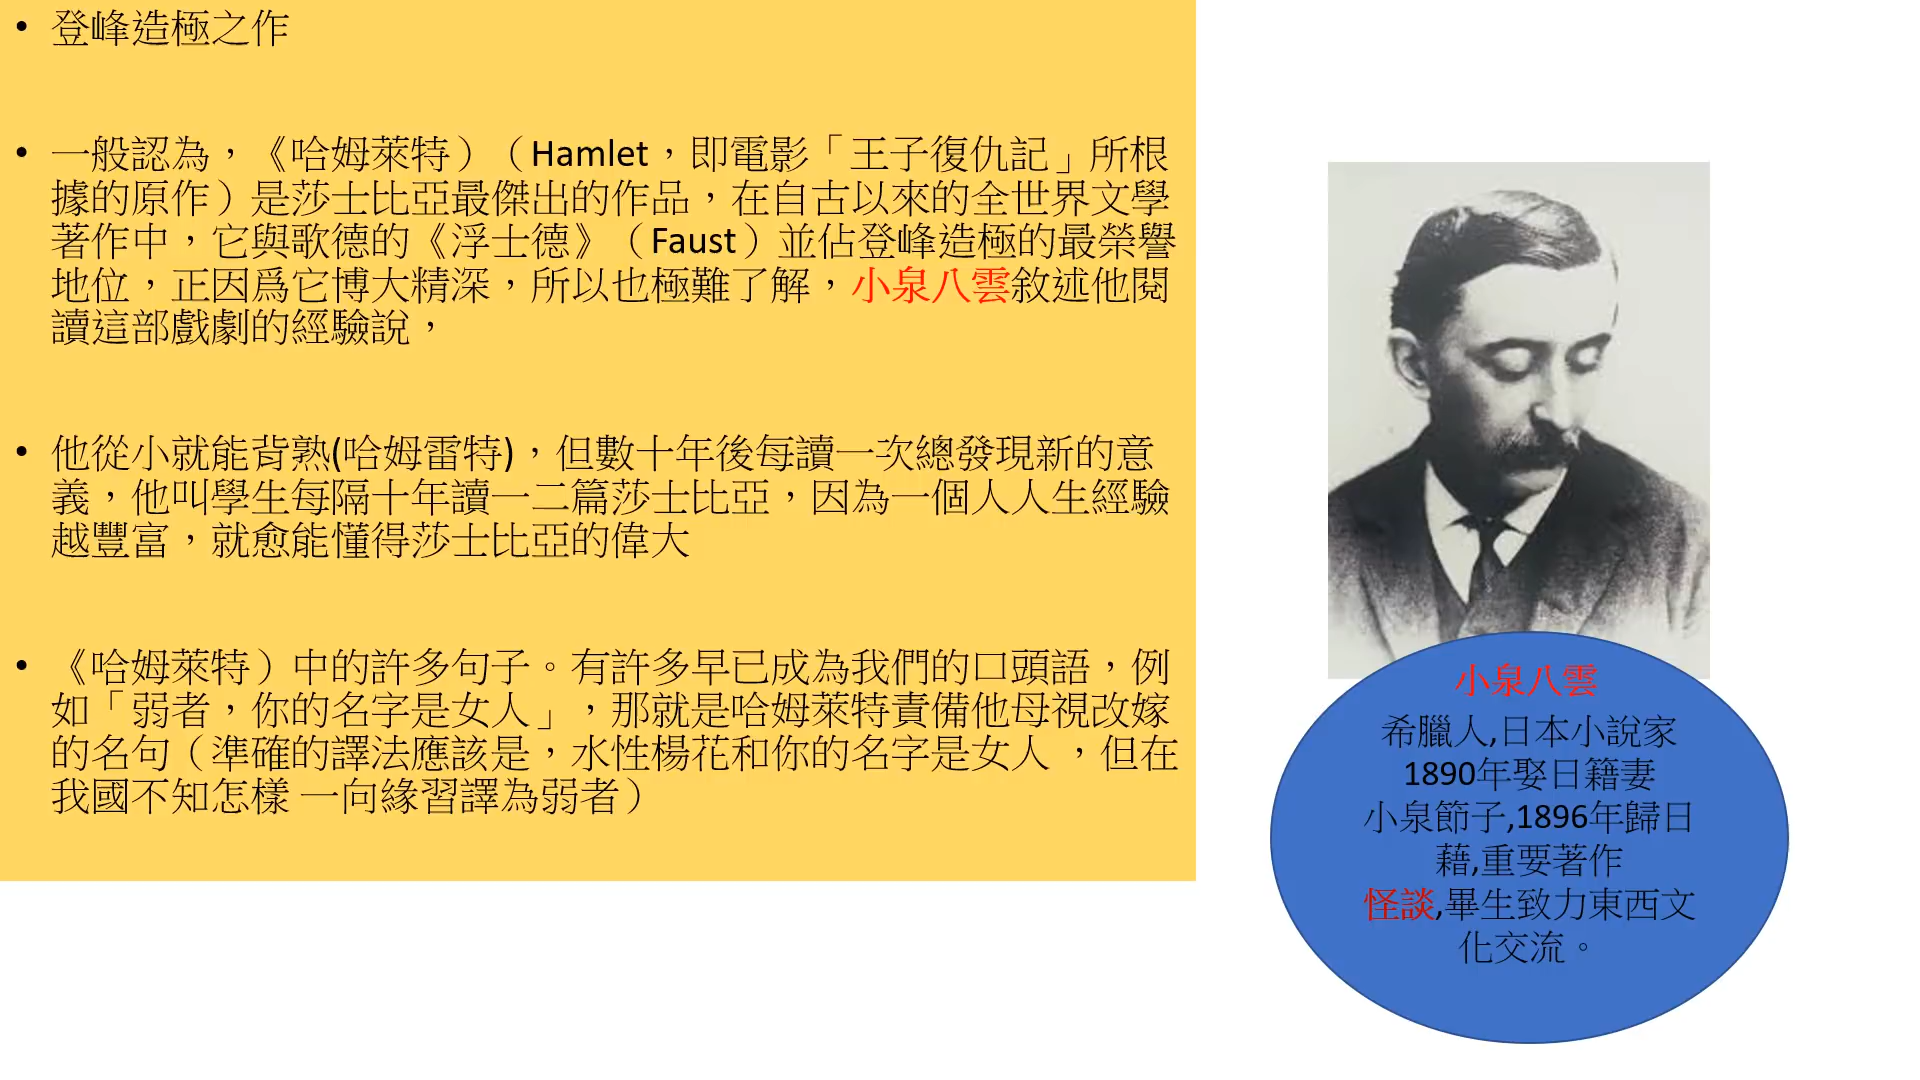 • 登峰造極之作
• 一般認為，《哈姆萊特）（Hamlet，即電影「王子復仇記」所根
據的原作）是莎士比亞最傑出的作品，在自古以來的全世界文學
著作中，它與歌德的《浮士德》（Faust）並佔登峰造極的最榮譽
地位，正因爲它博大精深，所以也極難了解，小泉八雲敘述他閱
讀這部戲劇的經驗說，
• 他從小就能背熟(哈姆雷特)，但數十年後每讀一次總發現新的意
義，他叫學生每隔十年讀一二篇莎士比亞，因為一個人人生經驗
越豐富，就愈能懂得莎士比亞的偉大
• 《哈姆萊特）中的許多句子。有許多早已成為我們的口頭語，例
如「弱者，你的名字是女人」，那就是哈姆萊特責備他母視改嫁
的名句（準確的譯法應該是，水性楊花和你的名字是女人 ，但在
我國不知怎樣 一向緣習譯為弱者）
小泉八雲
希臘人,日本小說家
1890年娶日籍妻
小泉節子,1896年歸日
藉,重要著作
怪談,畢生致力東西文
化交流。